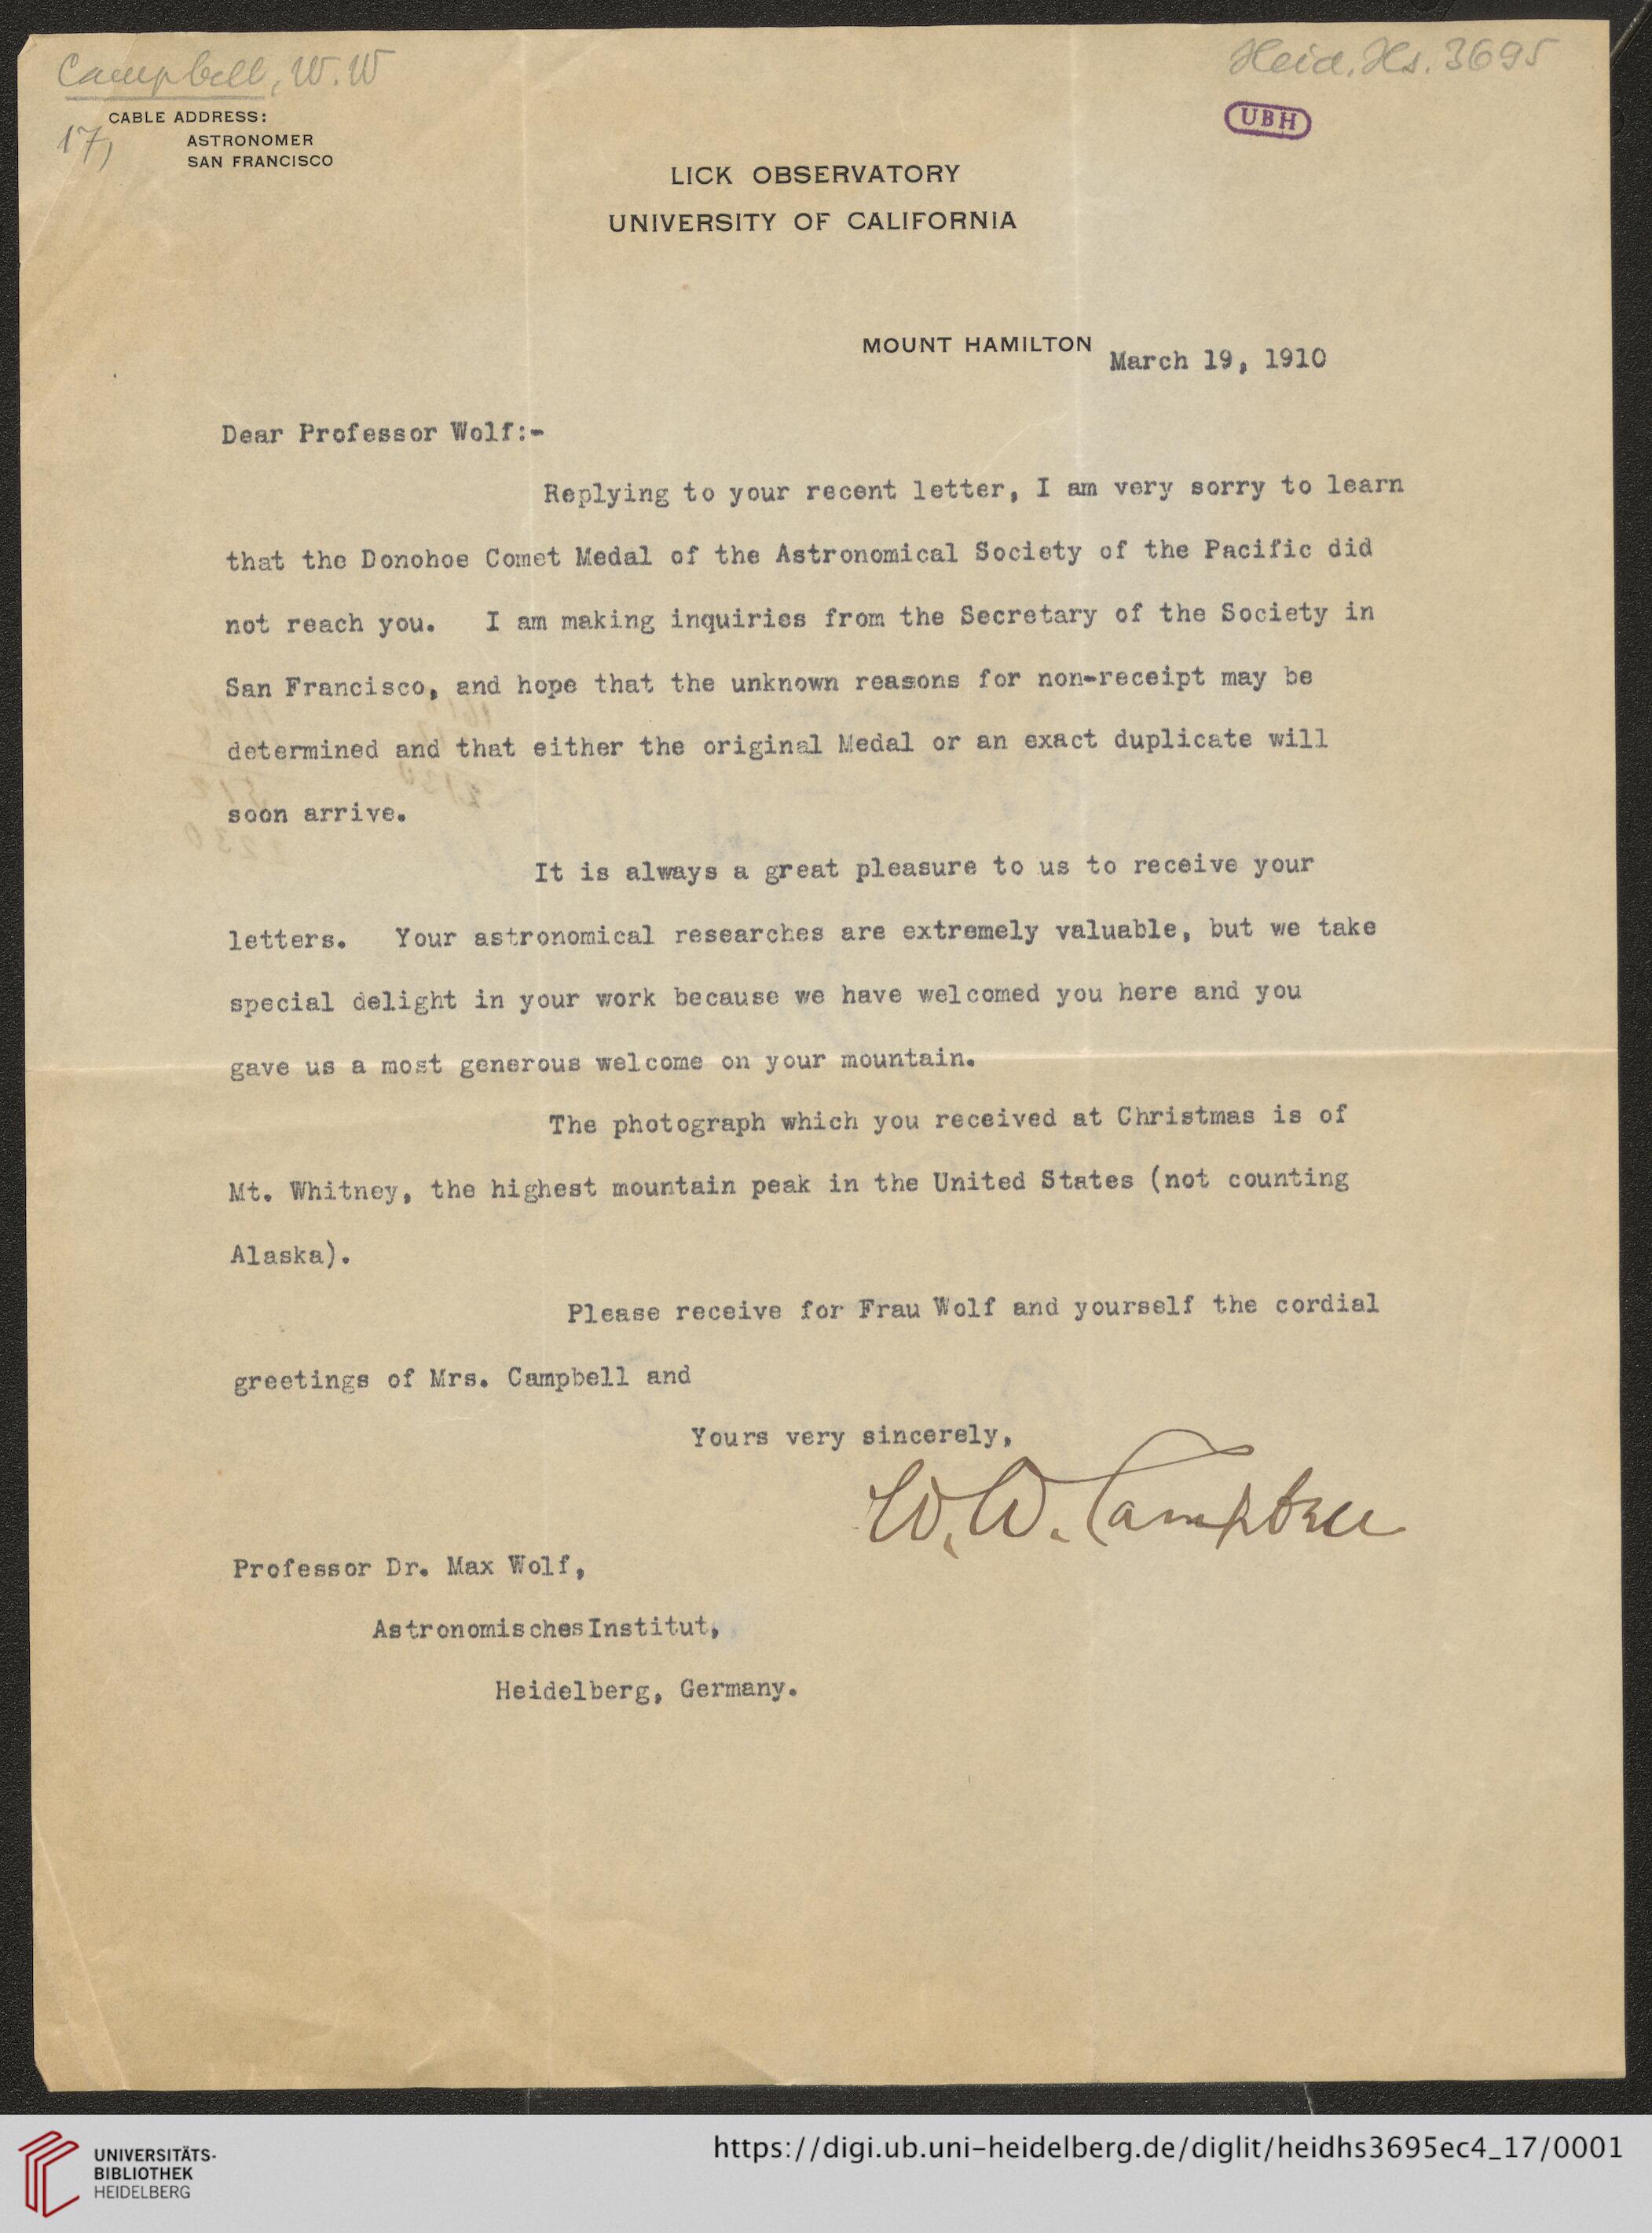 Campbell, W. W
Heid. Hs. 3695
17,
CABLE ADDRESS:
ASTRONOMER
SAN FRANCISCO
UBH
LICK OBSERVATORY
UNIVERSITY OF CALIFORNIA
MOUNT HAMILTON March 19, 1910
Dear Professor Wolf:-
Replying to your recent letter, I am very sorry to learn
that the Donohoe Comet Medal of the Astronomical Society of the Pacific did
not reach you. I am making inquiries from the Secretary of the Society in
San Francisco, and hope that the unknown reasons for non-receipt may be
determined and that either the original Medal or an exact duplicate will
soon arrive.
It is always a great pleasure to us to receive your
letters. Your astronomical researches are extremely valuable, but we take
special delight in your work because we have welcomed you here and you
gave us a most generous welcome on your mountain.
The photograph which you received at Christmas is of
Mt. Whitney, the highest mountain peak in the United States (not counting
Alaska).
Please receive for Frau Wolf and yourself the cordial
greetings of Mrs. Campbell and
Yours very sincerely,
W. W. Campbell
Professor Dr. Max Wolf,
AstronomischesInstitut,
Heidelberg, Germany.
UNIVERSITÄTS-
BIBLIOTHEK
HEIDELBERG
https://digi.ub.uni-heidelberg.de/diglit/heidhs3695ec4_17/0001